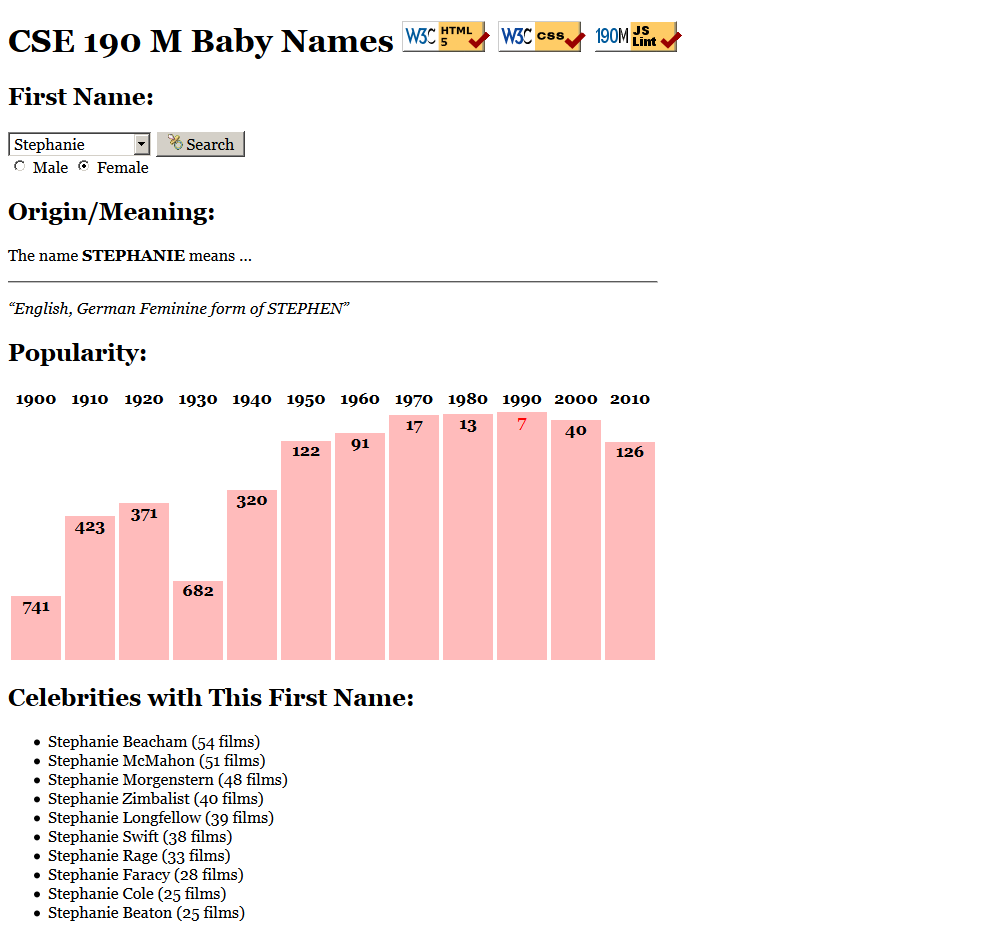 CSE 190 M Baby Names W3C HTML 5 W3C css 190M JS Lint
First Name:
Stephanie Search
Male Female
Origin/Meaning:
The name STEPHANIE means ...
“English, German Feminine form of STEPHEN”
Popularity:
1900 1910 1920 1930 1940 1950 1960 1970 1980 1990 2000 2010
741 423 371 682 320 122 91 17 13 7 40 126
Celebrities with This First Name:
• Stephanie Beacham (54 films)
• Stephanie McMahon (51 films)
• Stephanie Morgenstern (48 films)
• Stephanie Zimbalist (40 films)
• Stephanie Longfellow (39 films)
• Stephanie Swift (38 films)
• Stephanie Rage (33 films)
• Stephanie Faracy (28 films)
• Stephanie Cole (25 films)
• Stephanie Beaton (25 films)